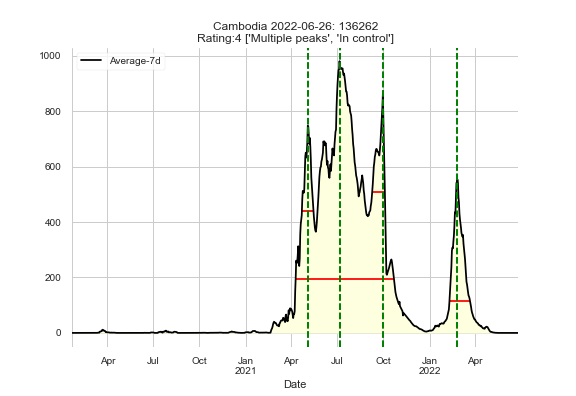 Cambodia 2022-06-26: 136262
Rating:4 ['Multiple peaks', 'In control']
Average-7d
1000
800
600
400
200
0
Apr Jul Oct Jan Apr Jul Oct Jan Apr
2021 2022
Date